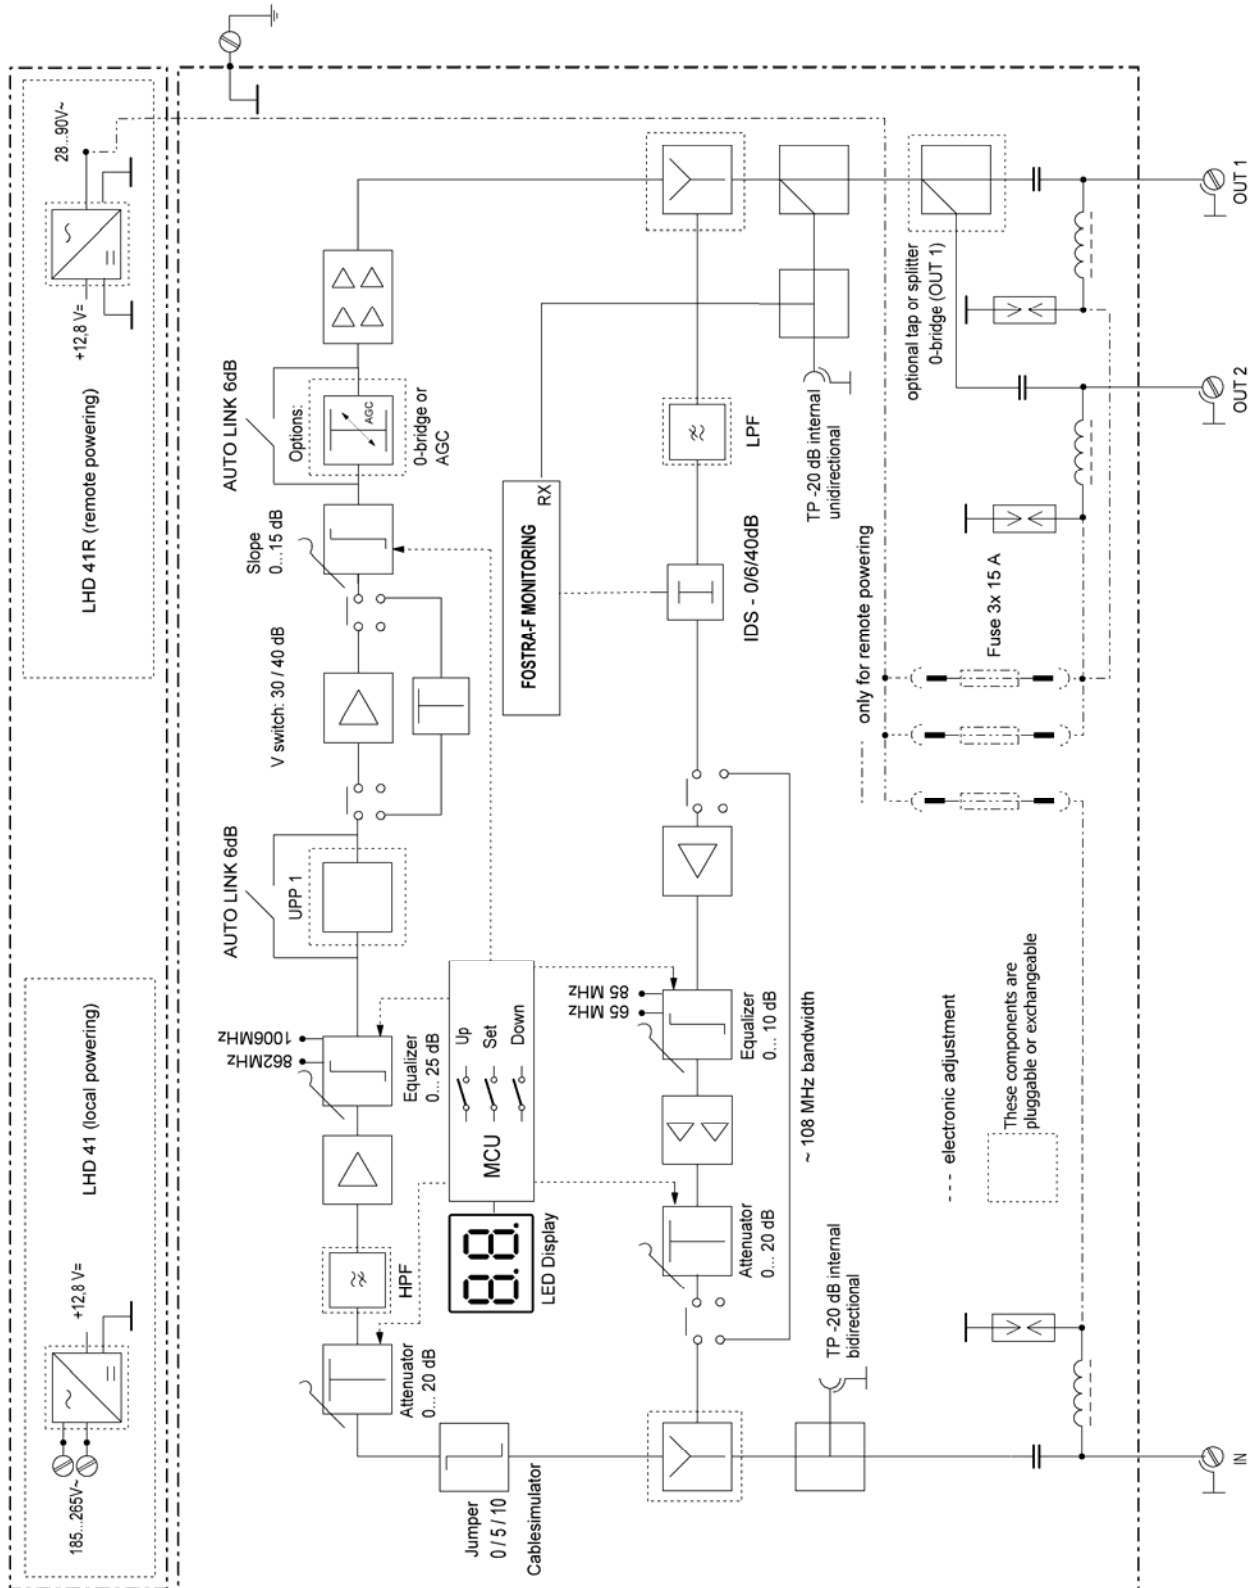 LHD 41 (local powering)
185...265V~
+12,8 V=
LHD 41R (remote powering)
+12,8 V=
28...90V~
AUTO LINK 6dB
AUTO LINK 6dB
862MHz
1006MHz
UPP 1
V switch: 30 / 40 dB
Slope
0...15 dB
Options:
AGC
0-bridge or
AGC
Attenuator
0... 20 dB
HPF
Equalizer
0... 25 dB
Jumper
0 / 5 / 10
Cablesimulator
LED Display
MCU
Up
Set
Down
FOSTRA-F MONITORING
RX
65 MHz
85 MHz
Attenuator
0... 20 dB
Equalizer
0... 10 dB
IDS - 0/6/40dB
LPF
~ 108 MHz bandwidth
TP -20 dB internal
bidirectional
TP -20 dB internal
unidirectional
only for remote powering
optional tap or splitter
0-bridge (OUT 1)
electronic adjustment
These components are
pluggable or exchangeable
Fuse 3x 15 A
IN
OUT 2
OUT 1